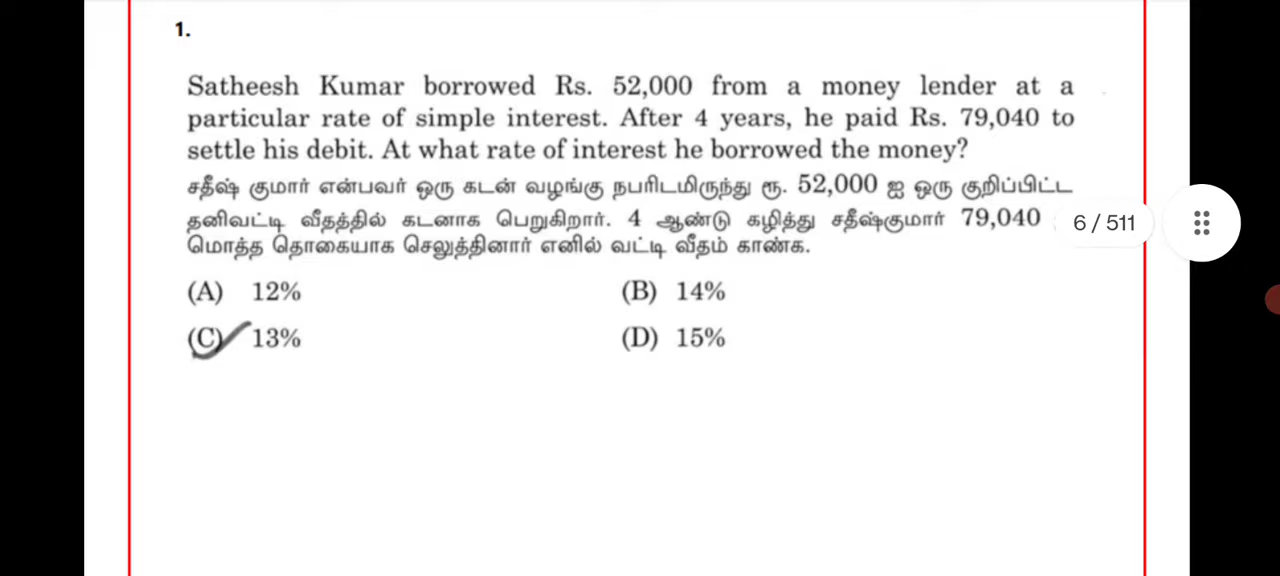 1.
Satheesh Kumar borrowed Rs. 52,000 from a money lender at a
particular rate of simple interest. After 4 years, he paid Rs. 79,040 to
settle his debit. At what rate of interest he borrowed the money?
சதீஷ் குமார் என்பவர் ஒரு கடன் வழங்கு நபரிடமிருந்து ரூ. 52,000 ஐ ஒரு குறிப்பிட்ட
தனிவட்டி வீதத்தில் கடனாக பெறுகிறார். 4 ஆண்டு கழித்து சதீஷ்குமார் 79,040
6 / 511
மொத்த தொகையாக செலுத்தினார் எனில் வட்டி வீதம் காண்க.
(A) 12% (B) 14%
(C) 13% (D) 15%